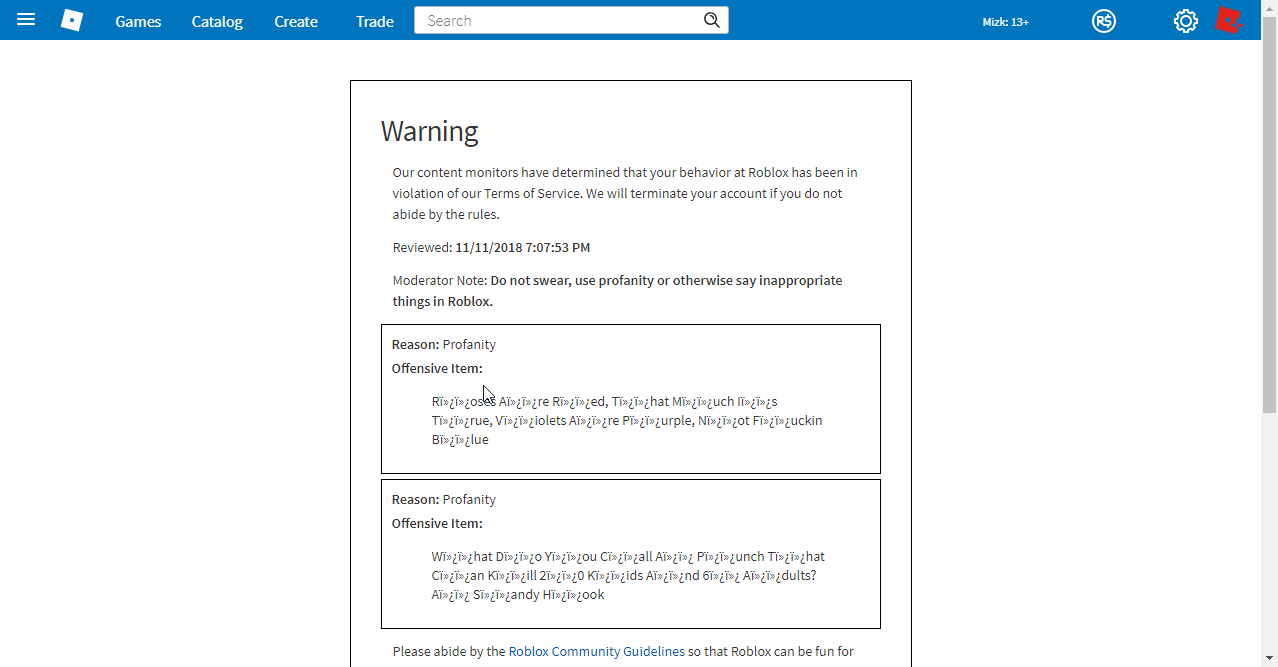 Games Catalog Create Trade Search Mizk: 13+ R$
Warning
Our content monitors have determined that your behavior at Roblox has been in
violation of our Terms of Service. We will terminate your account if you do not
abide by the rules.
Reviewed: 11/11/2018 7:07:53 PM
Moderator Note: Do not swear, use profanity or otherwise say inappropriate
things in Roblox.
Reason: Profanity
Offensive Item:
Rï»¿ï»¿oses Aï»¿ï»¿re Rï»¿ï»¿ed, Tï»¿ï»¿hat Mï»¿ï»¿uch Iï»¿ï»¿s
Tï»¿ï»¿rue, Vï»¿ï»¿iolets Aï»¿ï»¿re Pï»¿ï»¿urple, Nï»¿ï»¿ot Fï»¿ï»¿uckin
Bï»¿ï»¿lue
Reason: Profanity
Offensive Item:
Wï»¿ï»¿hat Dï»¿ï»¿o Yï»¿ï»¿ou Cï»¿ï»¿all Aï»¿ï»¿ Pï»¿ï»¿unch Tï»¿ï»¿hat
Cï»¿ï»¿an Kï»¿ï»¿ill 2ï»¿ï»¿0 Kï»¿ï»¿ids Aï»¿ï»¿nd 6ï»¿ï»¿ Aï»¿ï»¿dults?
Aï»¿ï»¿ Sï»¿ï»¿andy Hï»¿ï»¿ook
Please abide by the Roblox Community Guidelines so that Roblox can be fun for